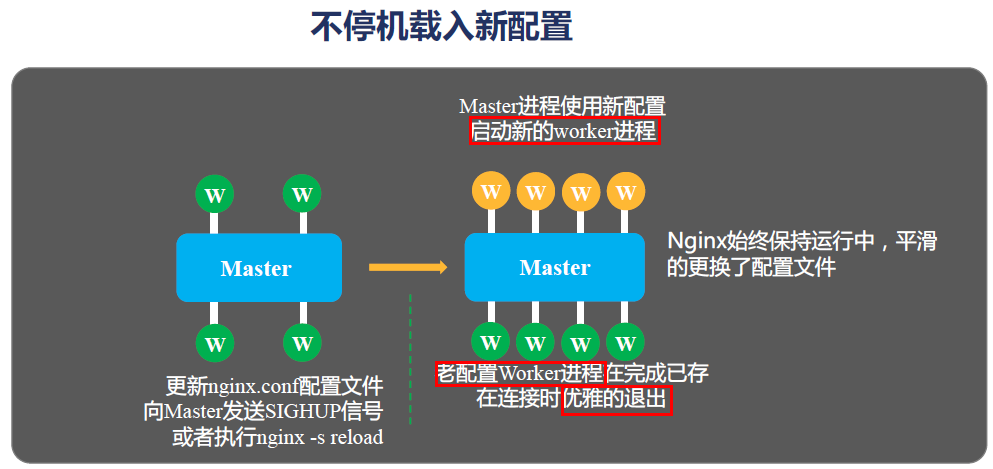 不停机载入新配置
Master进程使用新配置
启动新的worker进程
W W
W W W W
Master
Master
Nginx始终保持运行中，平滑
的更换了配置文件
W W
W W W W
更新nginx.conf配置文件
向Master发送SIGHUP信号
或者执行nginx -s reload
老配置Worker进程在完成已存
在连接时优雅的退出